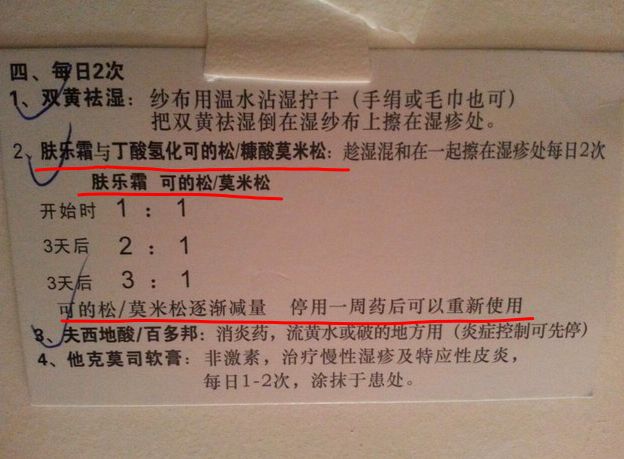 四、每日2次
1、双黄祛湿：纱布用温水沾湿拧干（手绢或毛巾也可）
把双黄祛湿倒在湿纱布上擦在湿疹处。
2、肤乐霜与丁酸氢化可的松/糠酸莫米松：趁湿混和在一起擦在湿疹处每日2次
肤乐霜 可的松/莫米松
开始时 1 : 1
3天后 2 : 1
3天后 3 : 1
可的松/莫米松逐渐减量 停用一周药后可以重新使用
3、夫西地酸/百多邦：消炎药，流黄水或破的地方用（炎症控制可先停）
4、他克莫司软膏：非激素，治疗慢性湿疹及特应性皮炎，
每日1-2次，涂抹于患处。